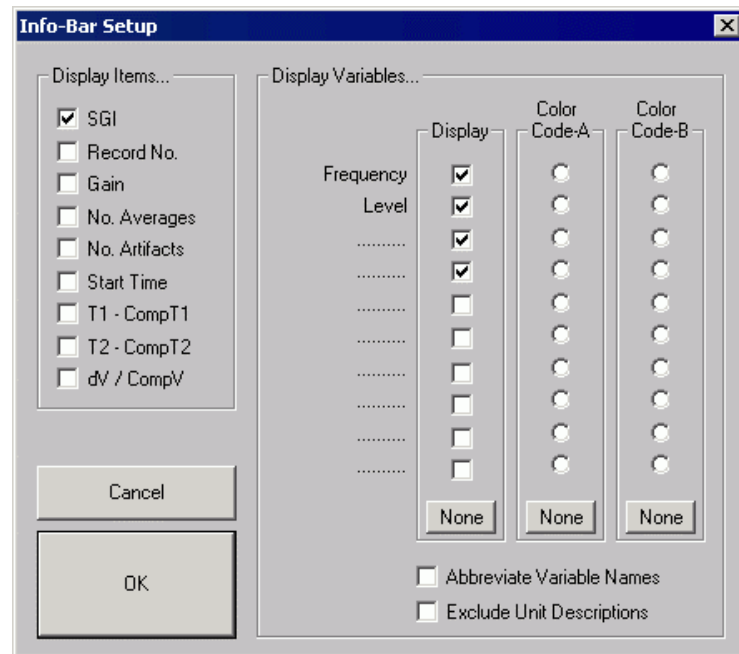 Info-Bar Setup
Display Items...
SGI
Record No.
Gain
No. Averages
No. Artifacts
Start Time
T1 - CompT1
T2 - CompT2
dV / CompV
Cancel
OK
Display Variables...
Display
Color
Code-A
Color
Code-B
Frequency
Level
..........
..........
..........
..........
..........
..........
..........
..........
None
None
None
Abbreviate Variable Names
Exclude Unit Descriptions